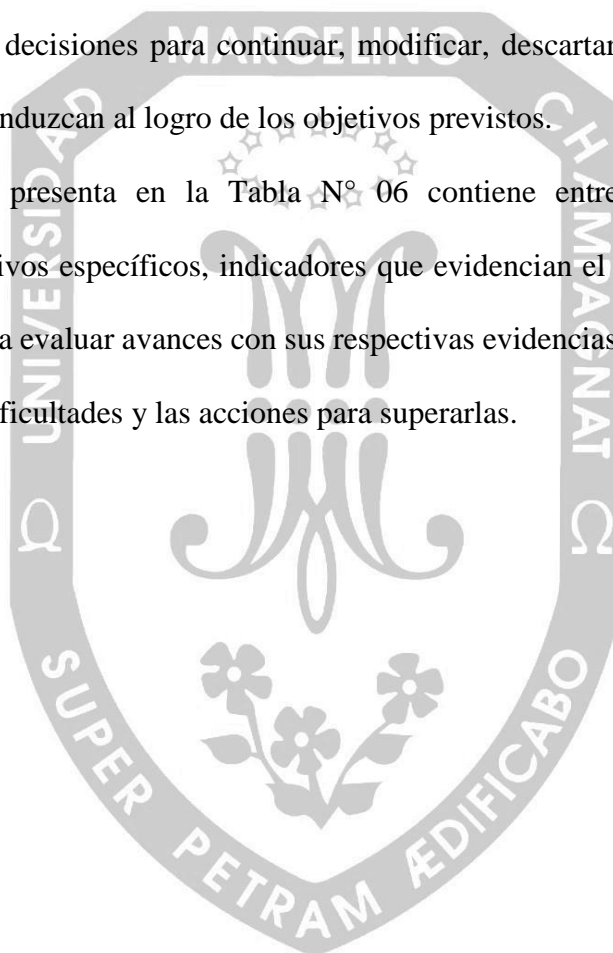 decisiones para continuar, modificar, descartar
nduzcan al logro de los objetivos previstos.
presenta en la Tabla N° 06 contiene entre
ivos específicos, indicadores que evidencian el
a evaluar avances con sus respectivas evidencias
ificultades y las acciones para superarlas.
UNIVERSIDAD MARCELINO CHAMPAGNAT
Ω Ω
SUPER PETRAM ÆDIFICABO